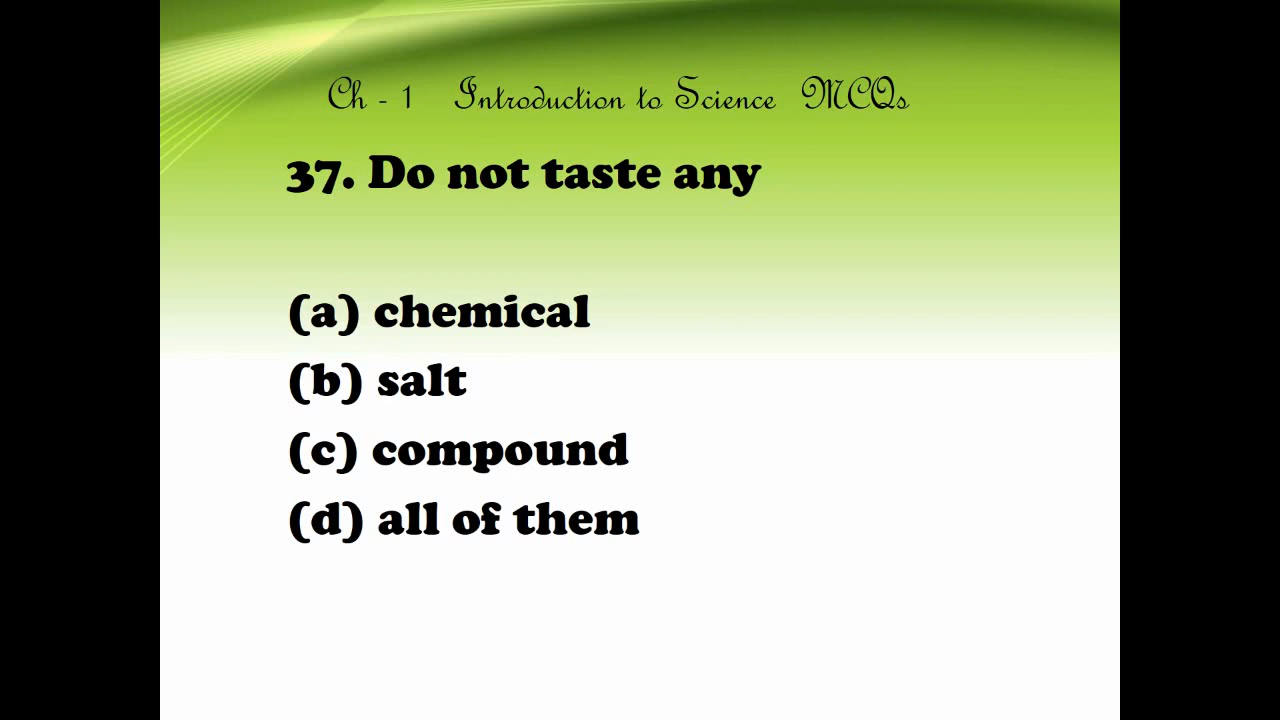 Ch - 1 Introduction to Science MCQs
37. Do not taste any
(a) chemical
(b) salt
(c) compound
(d) all of them